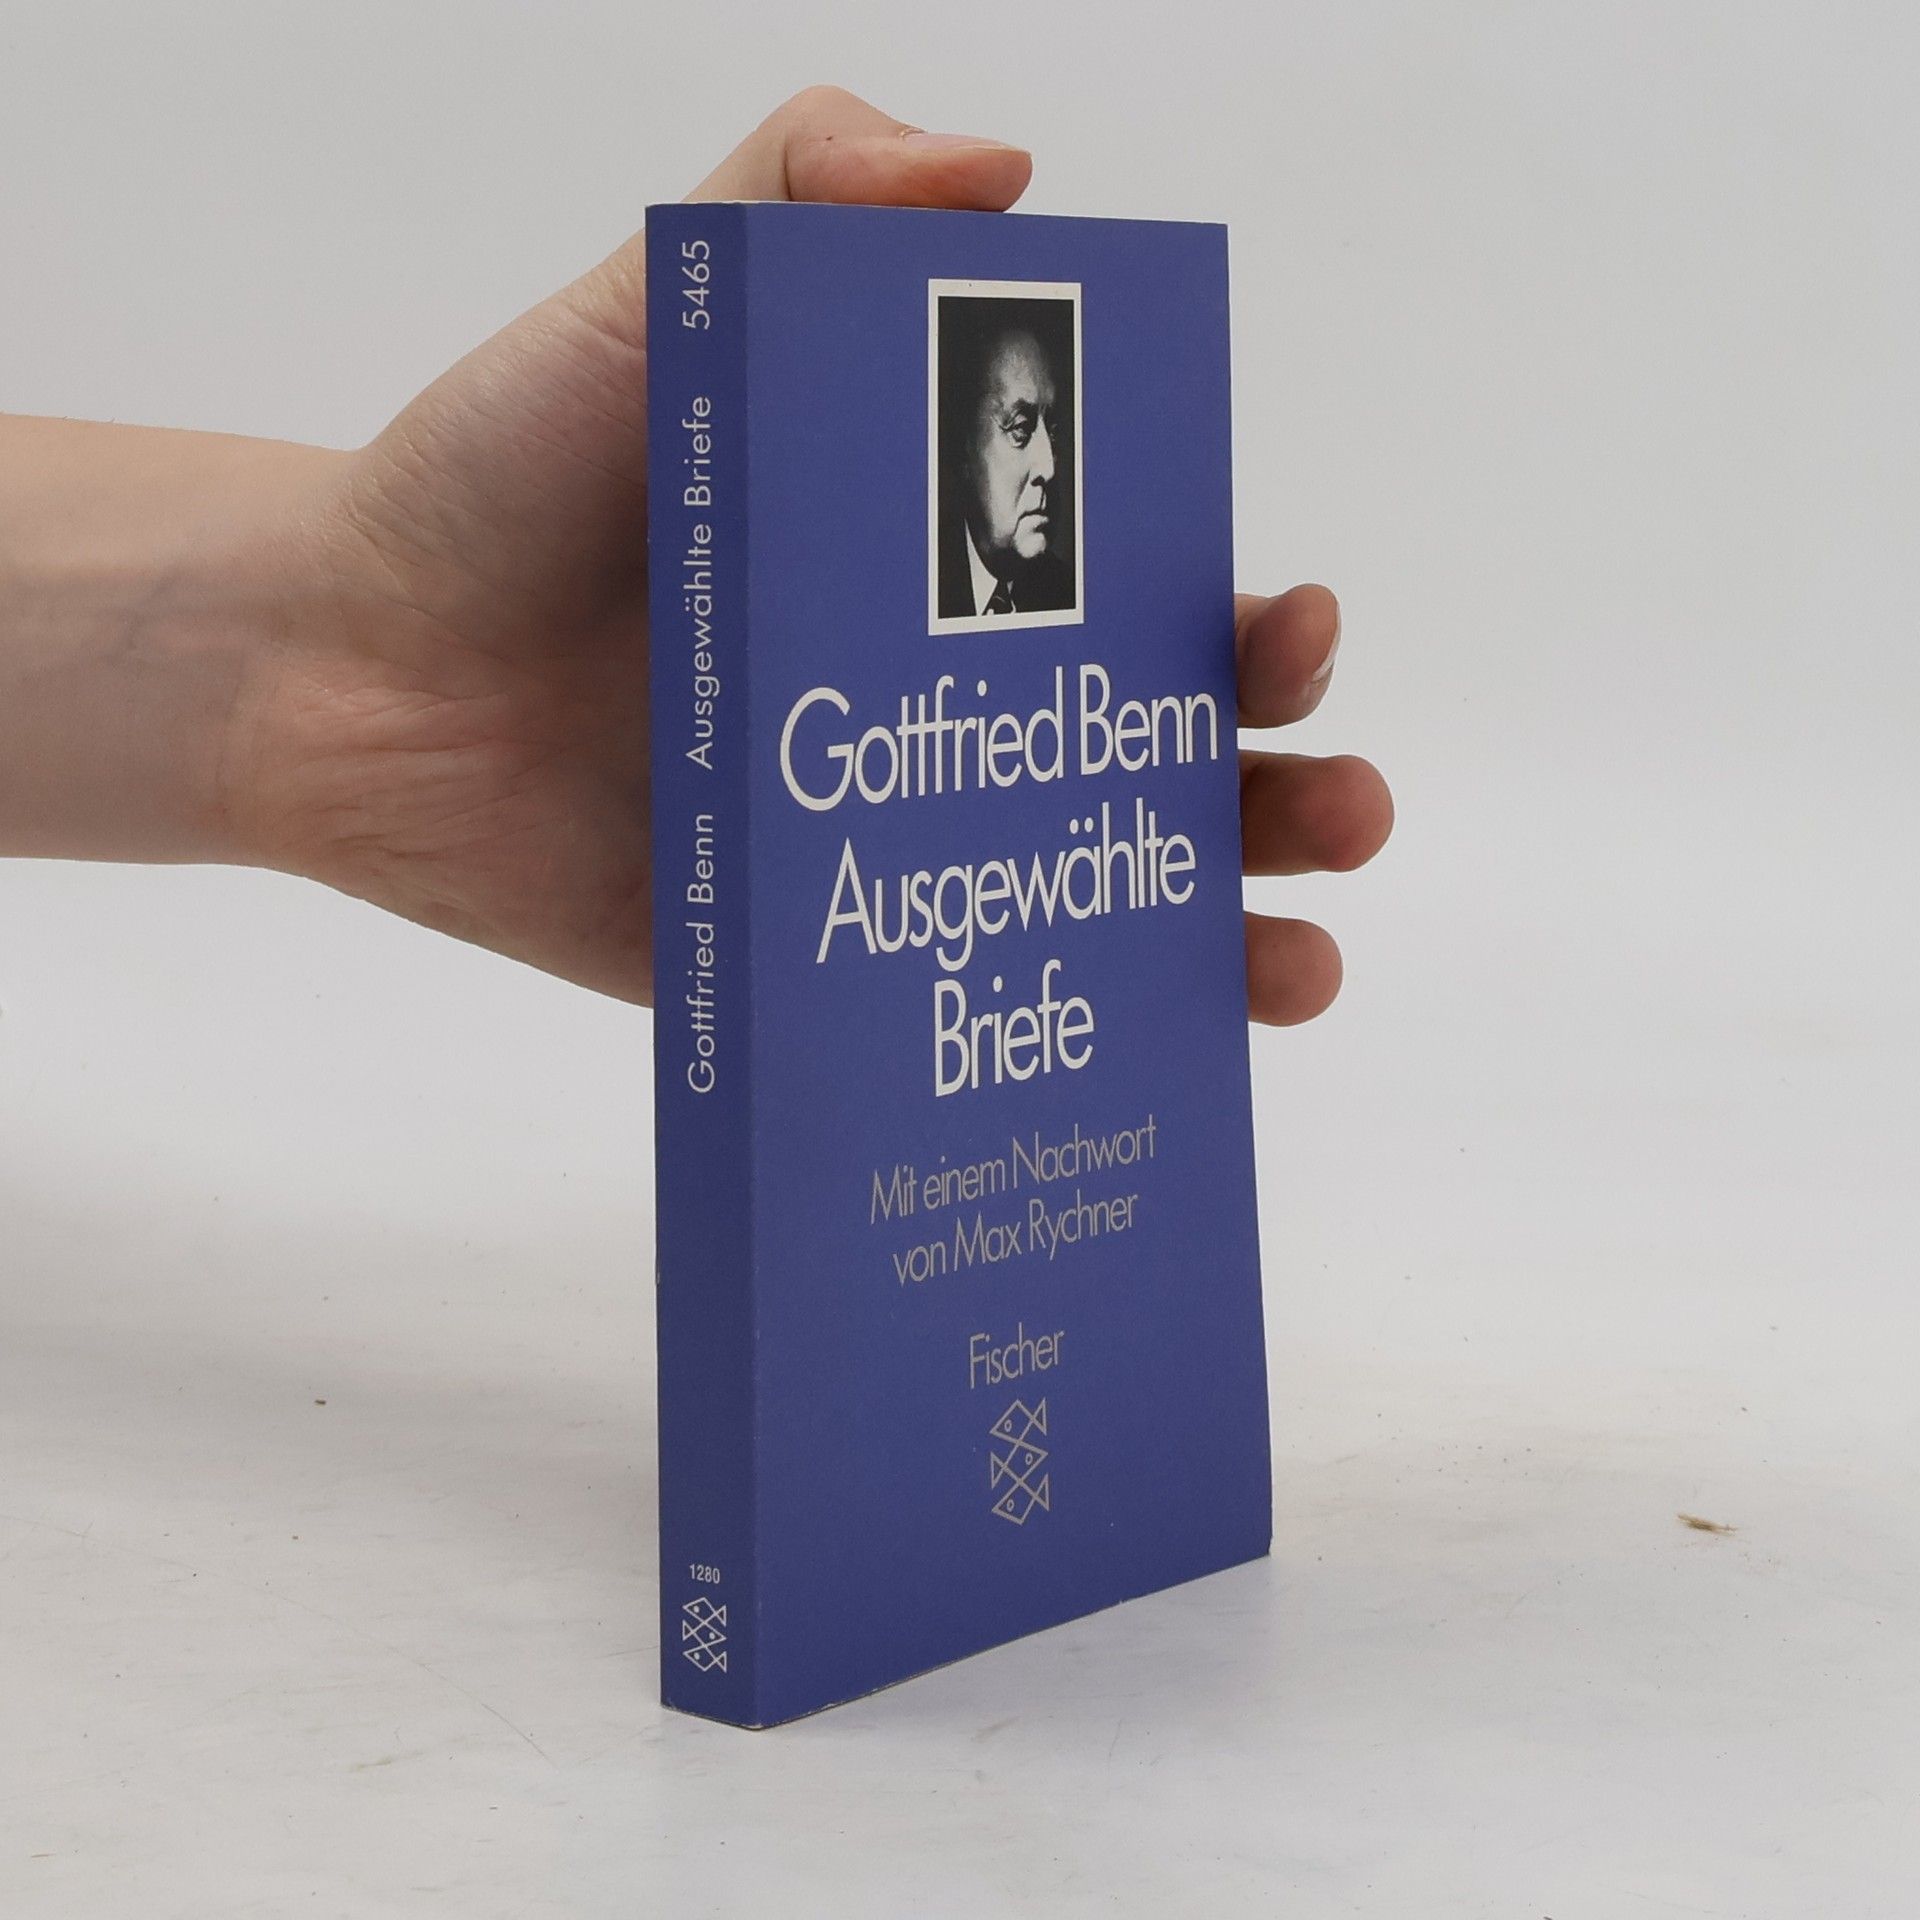 Gottfried Benn Ausgewählte Briefe 5465
1280
Gottfried Benn
Ausgewählte
Briefe
Mit einem Nachwort
von Max Rychner
Fischer